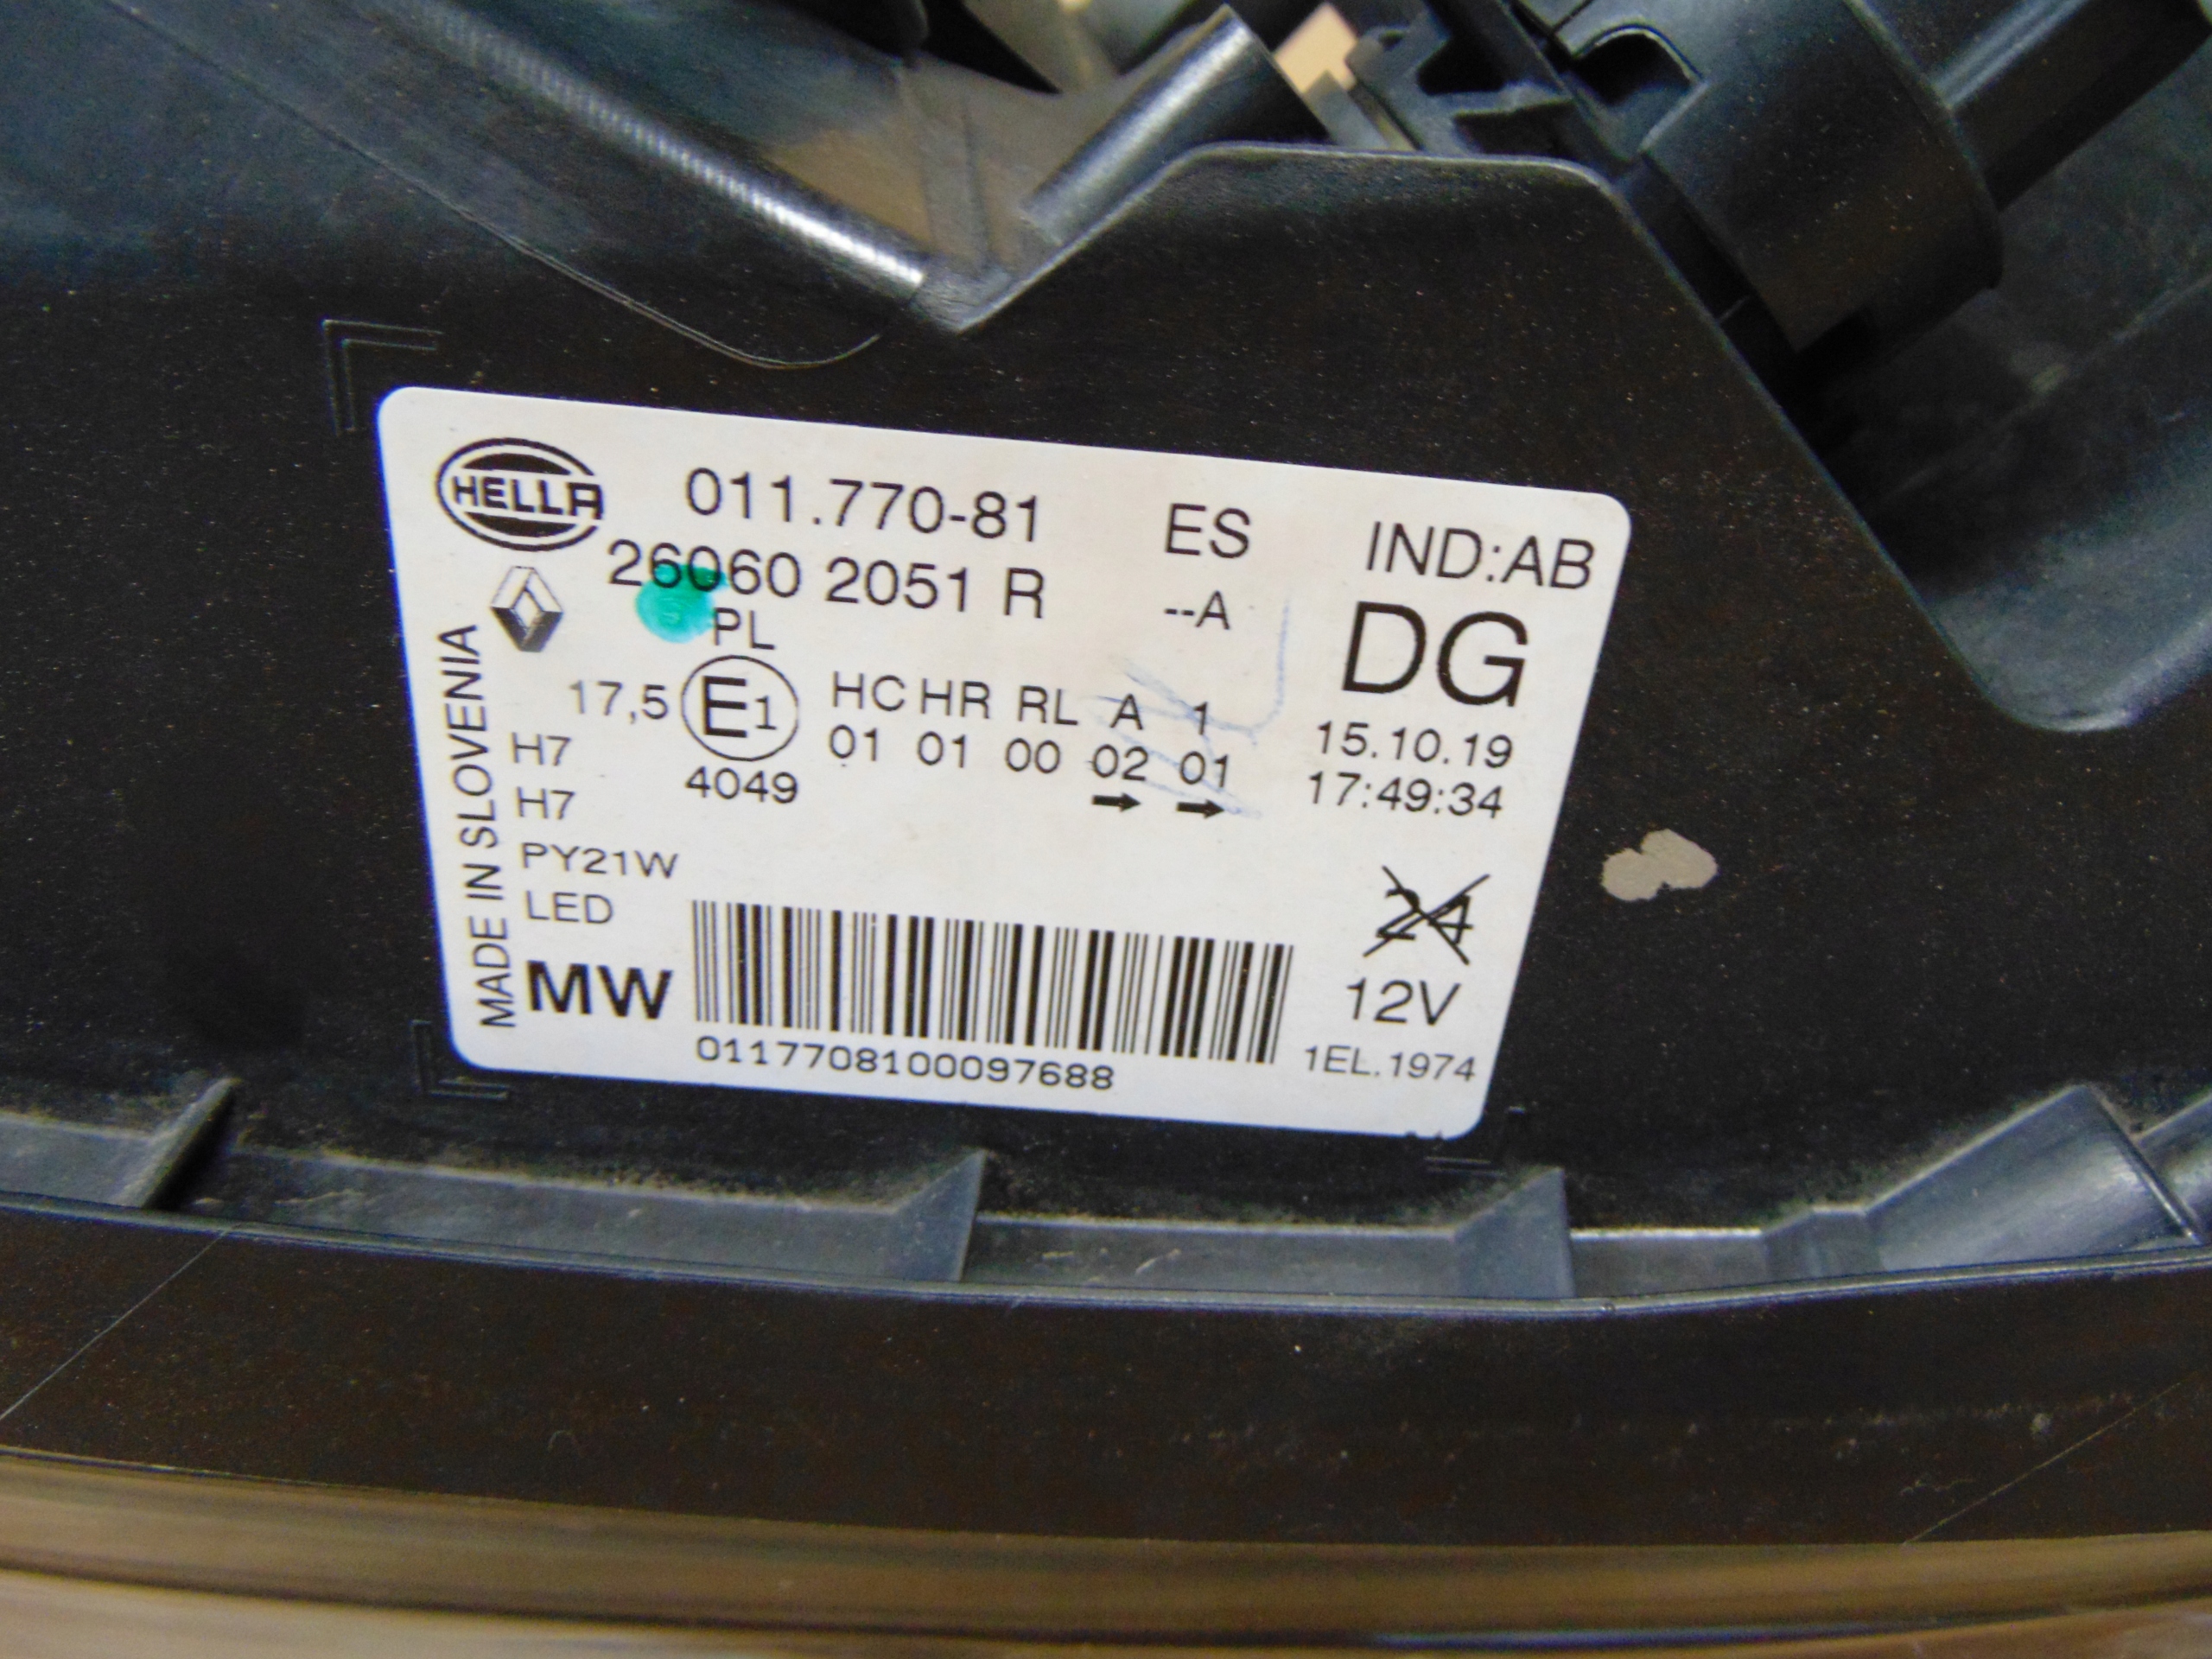 HELLA 011.770-81 ES IND:AB
26060 2051 R --A DG
PL
17,5 E1 HC HR RL A 1
01 01 00 02 01
4049 → →
15.10.19
17:49:34
H7
H7
PY21W
LED
MW
MADE IN SLOVENIA
24
12V
0117708100097688
1EL.1974